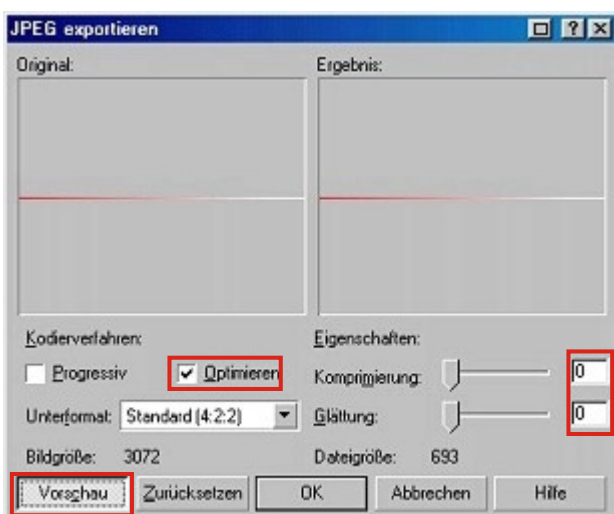 JPEG exportieren
Original: Ergebnis:
Kodierverfahren: Eigenschaften:
Progressiv Optimieren Komprimierung: 0
Unterformat: Standard (4:2:2) Glättung: 0
Bildgröße: 3072 Dateigröße: 693
Vorschau Zurücksetzen OK Abbrechen Hilfe